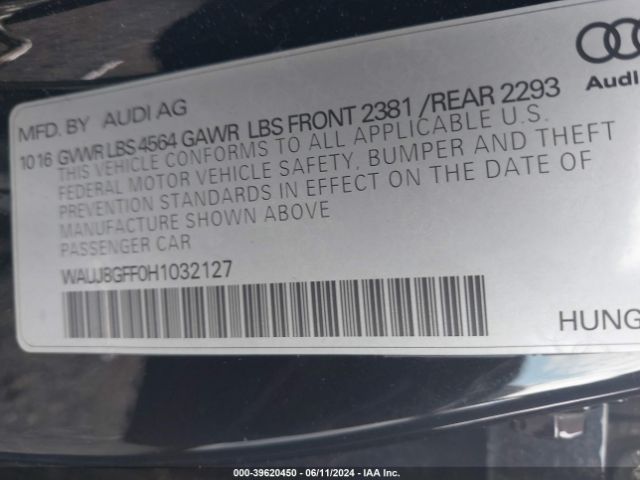 Audi
MFD. BY AUDI AG
10 16 GVWR LBS 4564 GAWR LBS FRONT 2381 /REAR 2293
THIS VEHICLE CONFORMS TO ALL APPLICABLE U.S.
FEDERAL MOTOR VEHICLE SAFETY, BUMPER AND THEFT
PREVENTION STANDARDS IN EFFECT ON THE DATE OF
MANUFACTURE SHOWN ABOVE
PASSENGER CAR
WAUJ8GFF0H1032127
HUNG
000-39620450 - 06/11/2024 - IAA Inc.